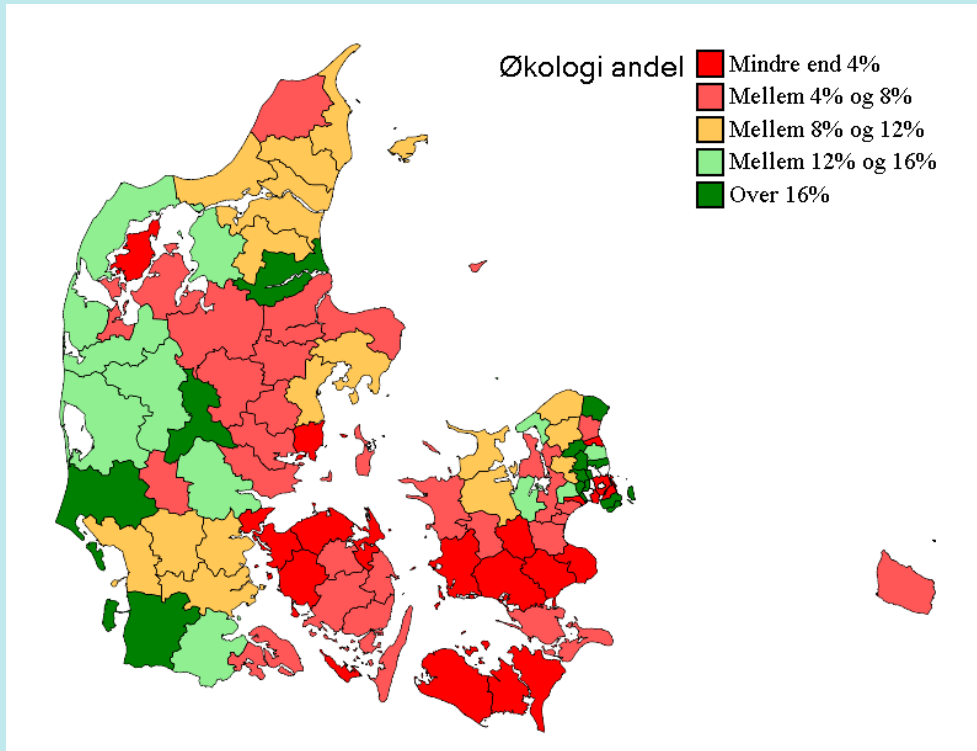 Økologi andel
Mindre end 4%
Mellem 4% og 8%
Mellem 8% og 12%
Mellem 12% og 16%
Over 16%